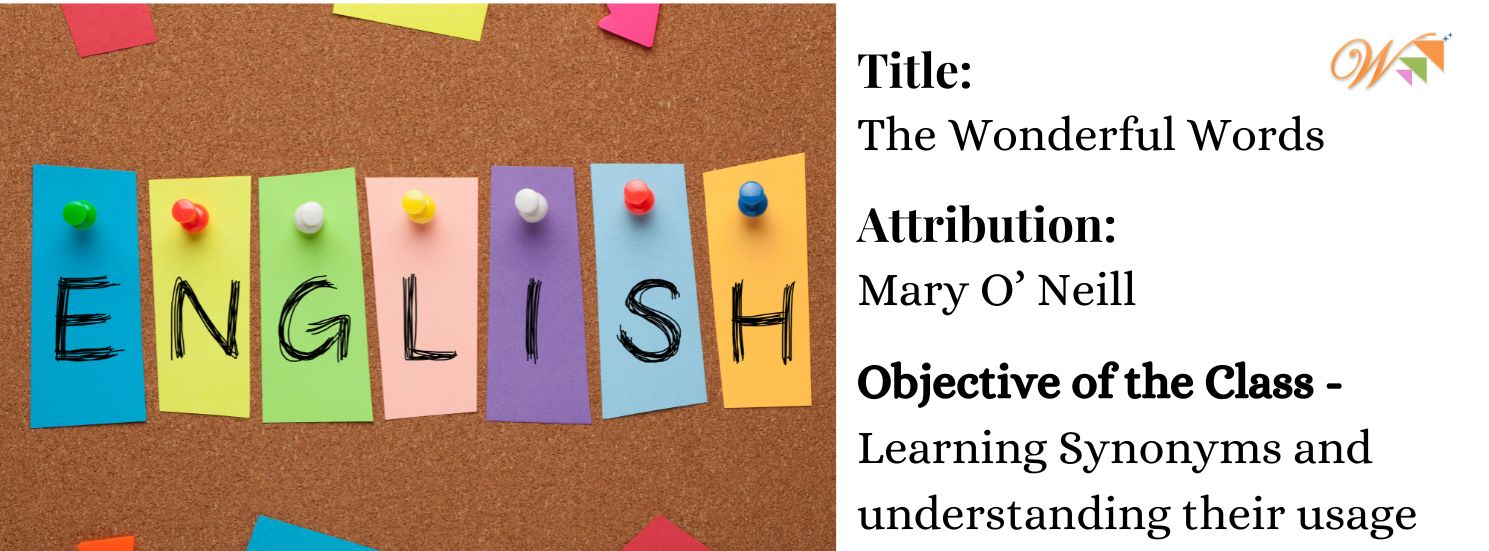 ENGLISH
Title:
The Wonderful Words
Attribution:
Mary O’ Neill
Objective of the Class -
Learning Synonyms and
understanding their usage
W